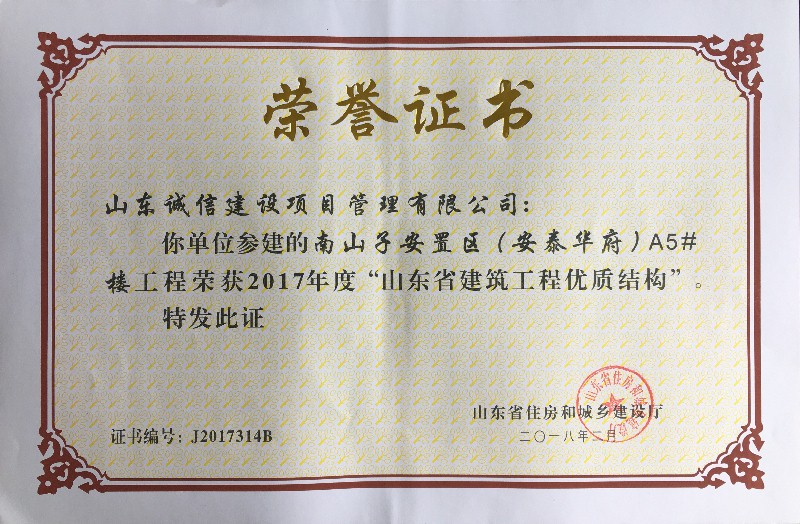 荣誉证书
山东诚信建设项目管理有限公司：
你单位参建的南山子安置区（安泰华府）A5#
楼工程荣获2017年度“山东省建筑工程优质结构”。
特发此证
山东省住房和城乡建设厅
证书编号：J2017314B
二〇一八年二月